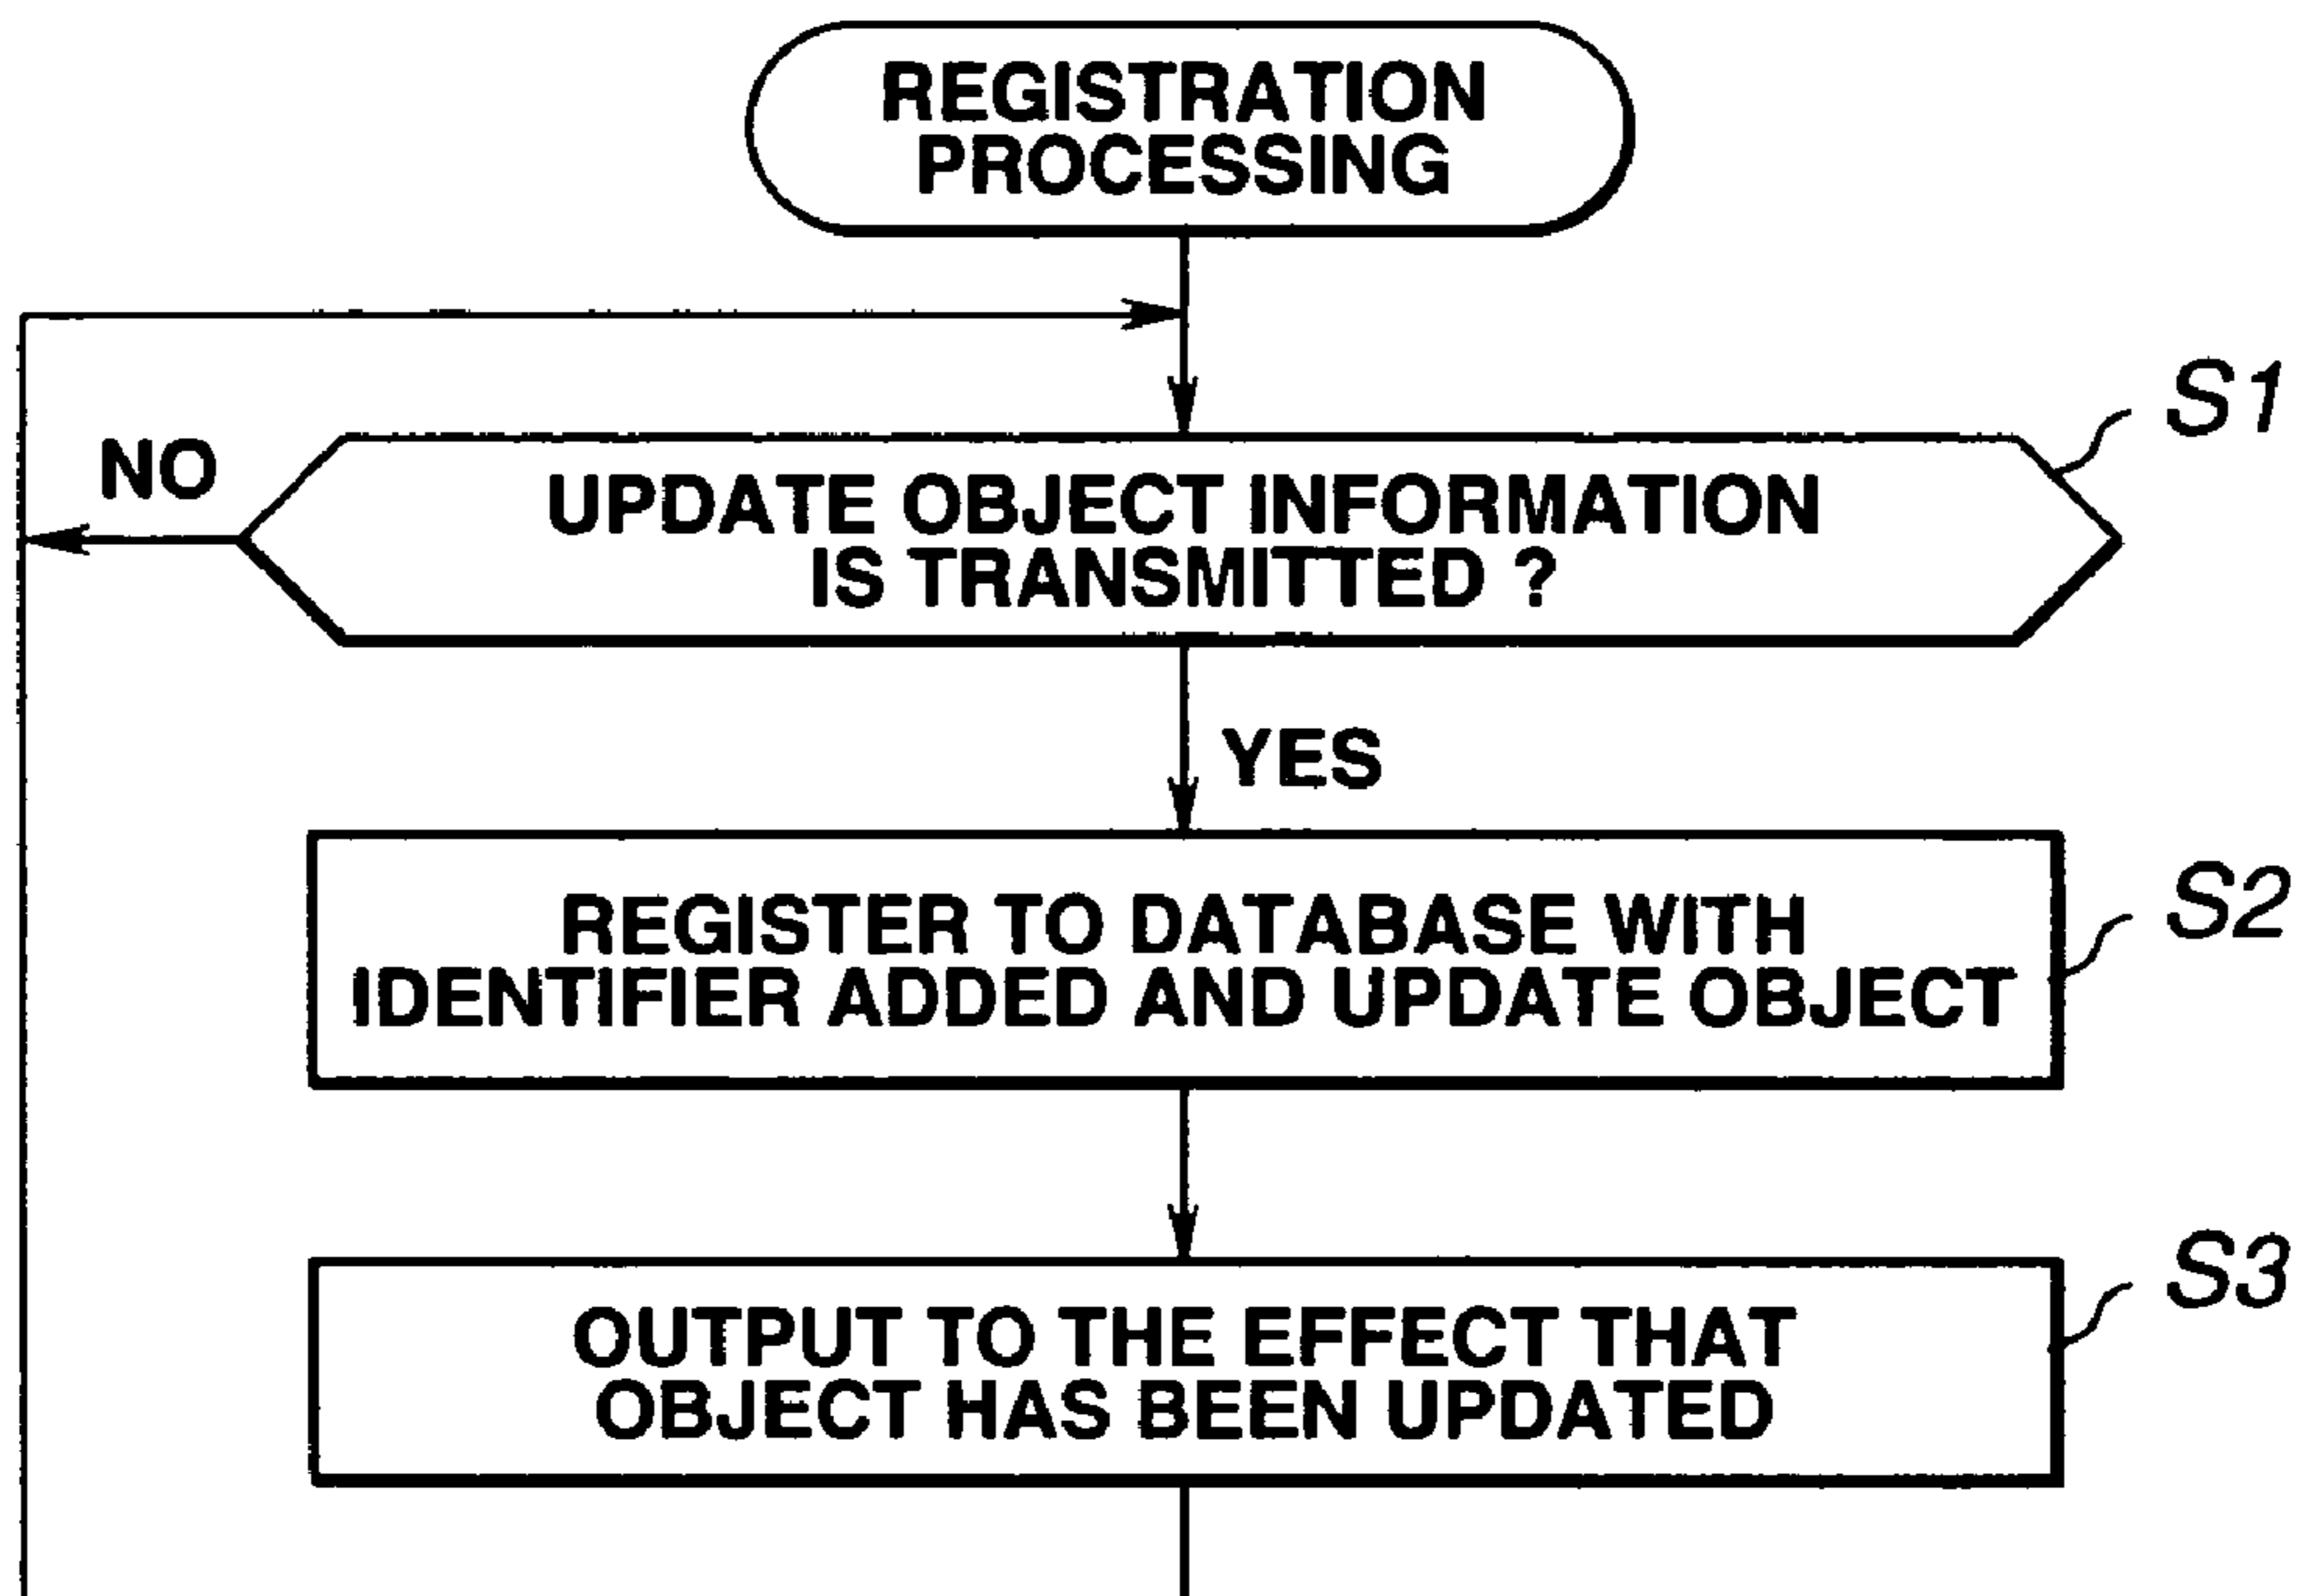 REGISTRATION
PROCESSING
S1
NO
UPDATE OBJECT INFORMATION
IS TRANSMITTED ?
YES
S2
REGISTER TO DATABASE WITH
IDENTIFIER ADDED AND UPDATE OBJECT
S3
OUTPUT TO THE EFFECT THAT
OBJECT HAS BEEN UPDATED